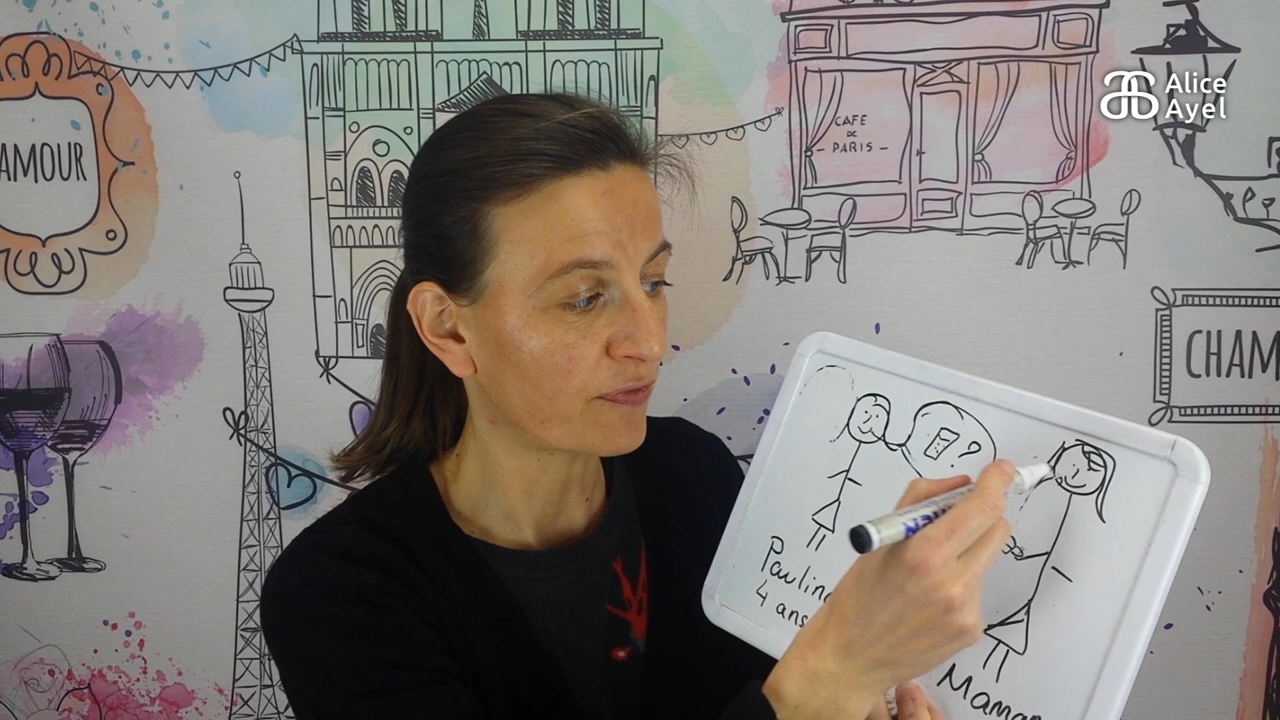 Alice
Ayel
AMOUR
CAFE
DE
- PARIS -
CHAM
?
Pauline
4 ans
Maman